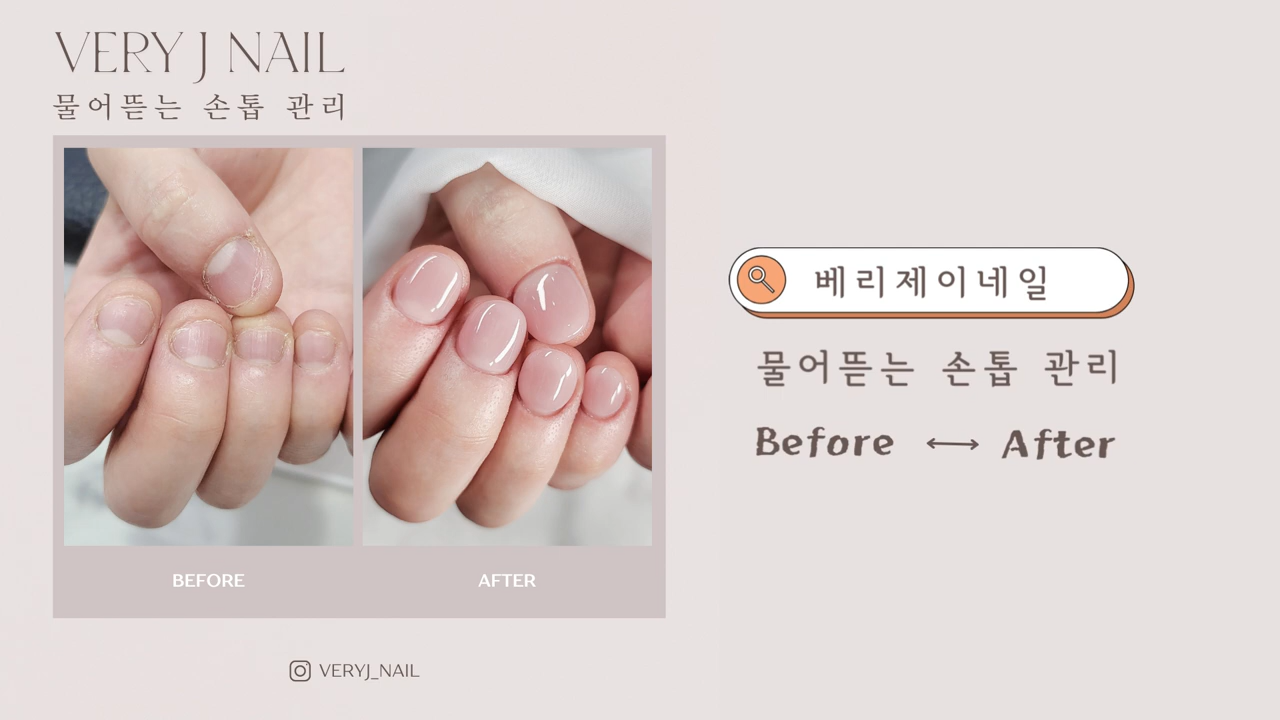 VERY J NAIL
물어뜯는 손톱 관리
BEFORE
AFTER
VERYJ_NAIL
베리제이네일
물어뜯는 손톱 관리
Before ⟷ After